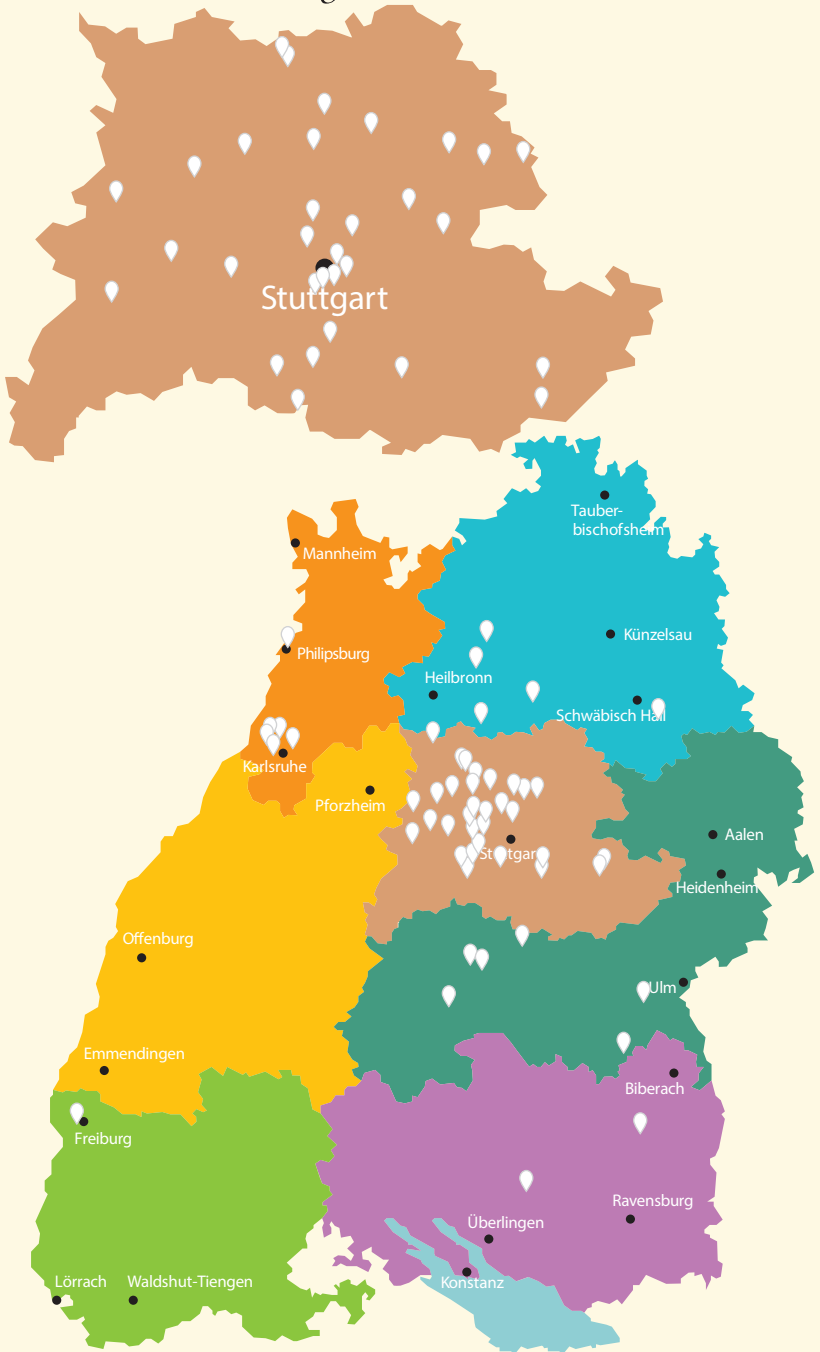 Stuttgart
Tauber-
bischofsheim
Mannheim
Künzelsau
Philipsburg
Heilbronn
Schwäbisch Hall
Karlsruhe
Pforzheim
Aalen
Stuttgart
Heidenheim
Offenburg
Ulm
Emmendingen
Biberach
Freiburg
Ravensburg
Überlingen
Lörrach
Waldshut-Tiengen
Konstanz